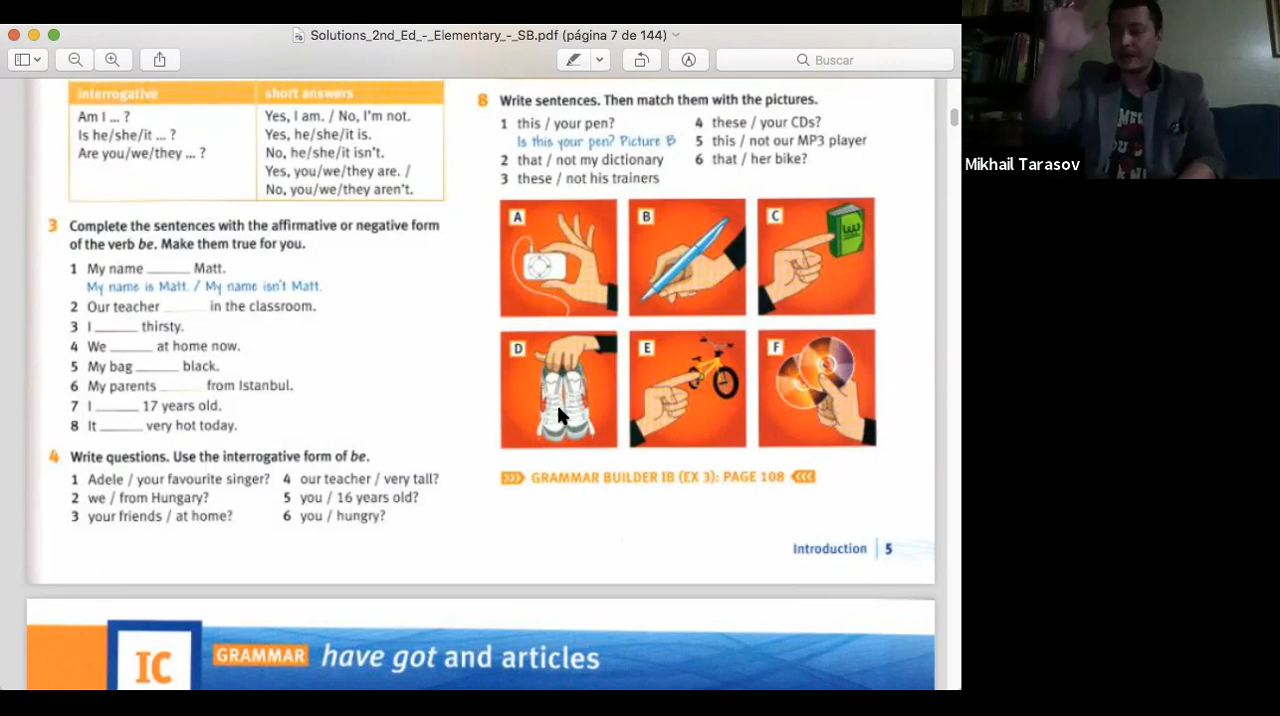 Solutions_2nd_Ed_-_Elementary_-_SB.pdf (página 7 de 144)
Buscar
interrogative short answers
Am I ... ? Yes, I am. / No, I'm not.
Is he/she/it ... ? Yes, he/she/it is.
Are you/we/they ... ? No, he/she/it isn't.
Yes, you/we/they are. /
No, you/we/they aren't.
3 Complete the sentences with the affirmative or negative form
of the verb be. Make them true for you.
1 My name ______ Matt.
My name is Matt. / My name isn't Matt.
2 Our teacher ______ in the classroom.
3 I ______ thirsty.
4 We ______ at home now.
5 My bag ______ black.
6 My parents ______ from Istanbul.
7 I ______ 17 years old.
8 It ______ very hot today.
4 Write questions. Use the interrogative form of be.
1 Adele / your favourite singer?
2 we / from Hungary?
3 your friends / at home?
4 our teacher / very tall?
5 you / 16 years old?
6 you / hungry?
8 Write sentences. Then match them with the pictures.
1 this / your pen?
Is this your pen? Picture B
2 that / not my dictionary
3 these / not his trainers
4 these / your CDs?
5 this / not our MP3 player
6 that / her bike?
A
B
C
D
E
F
GRAMMAR BUILDER 1B (EX 3): PAGE 108
Introduction 5
IC GRAMMAR have got and articles
Mikhail Tarasov